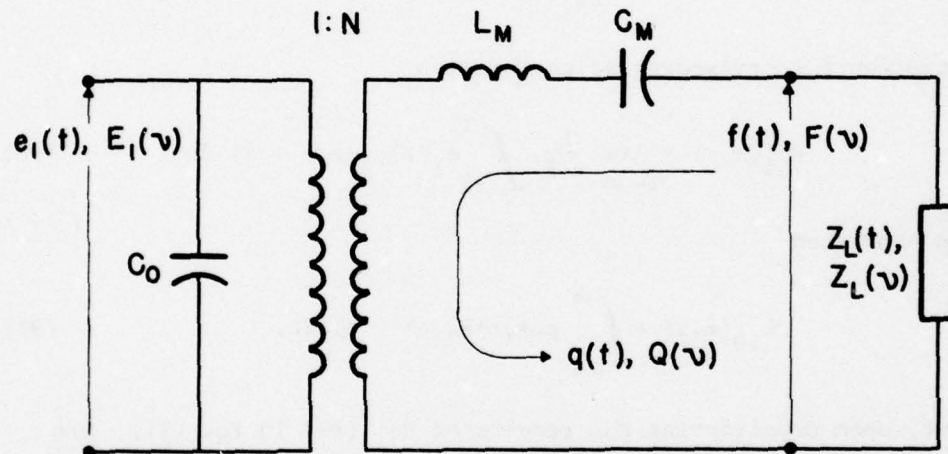 1:N
L_M
C_M
e_1(t), E_1(ν)
C_0
f(t), F(ν)
Z_L(t),
Z_L(ν)
q(t), Q(ν)